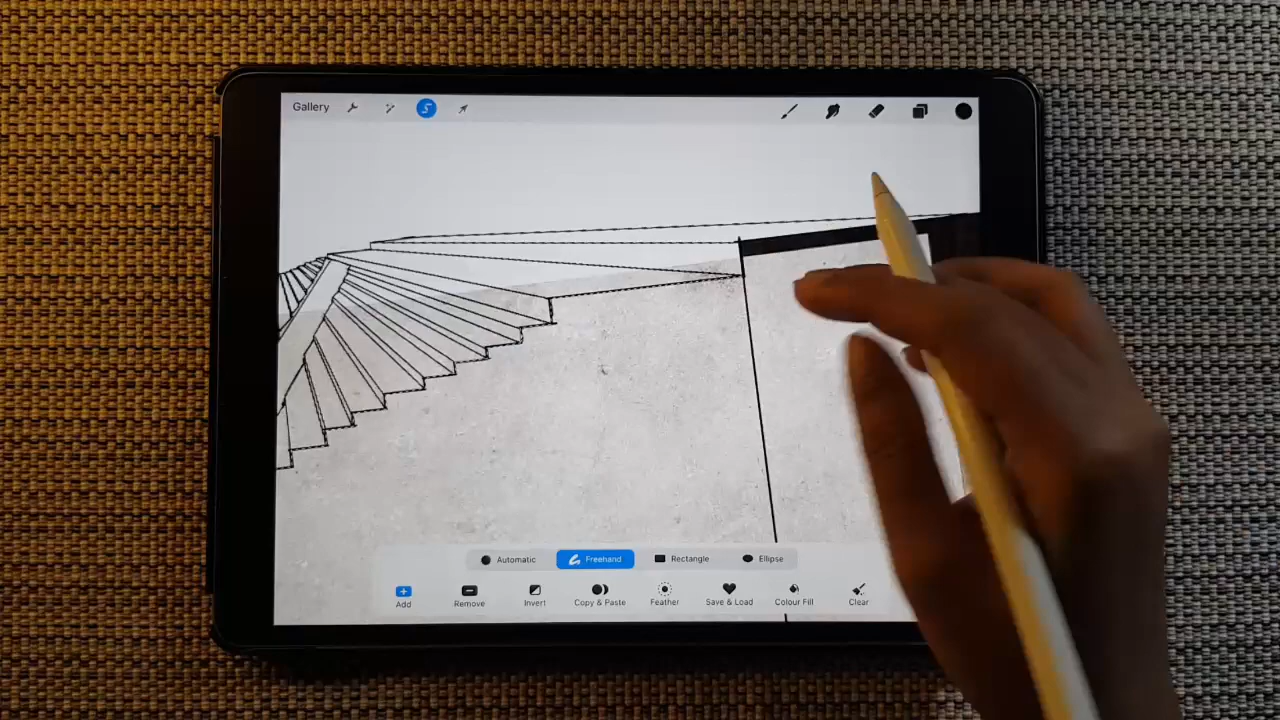 Gallery
Automatic Freehand Rectangle Ellipse
Add Remove Invert Copy & Paste Feather Save & Load Colour Fill Clear